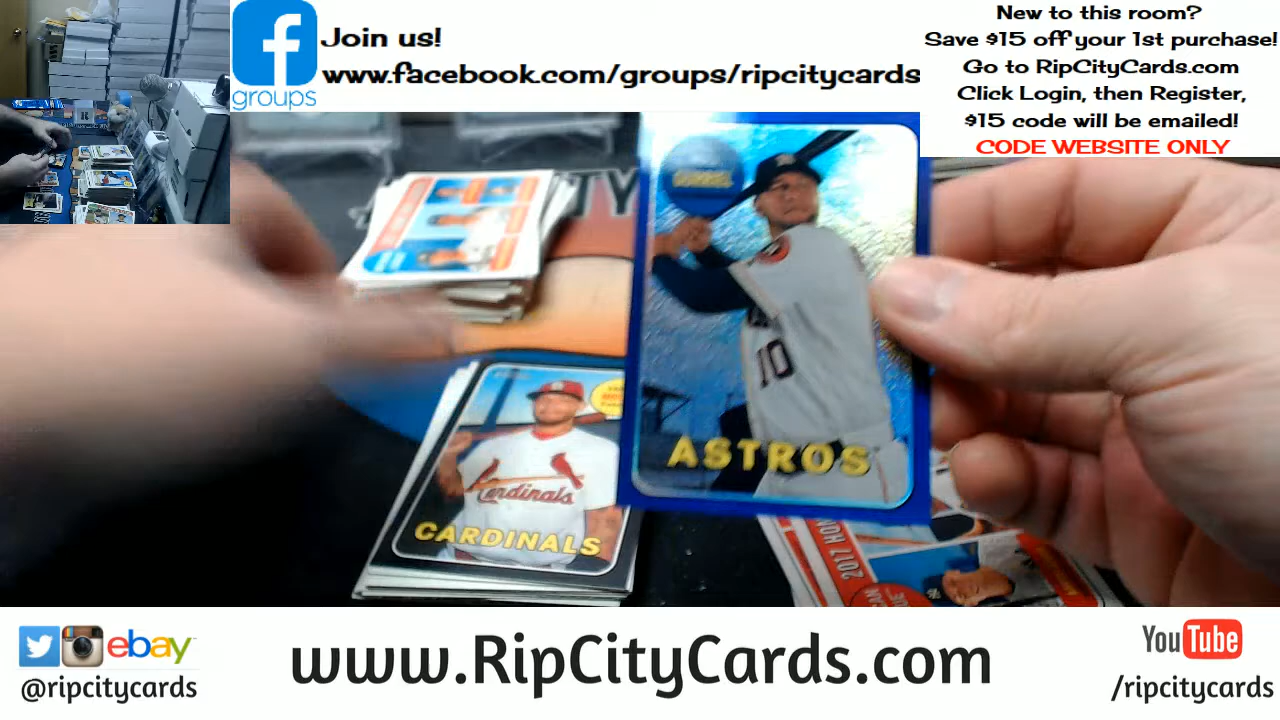 Join us!
www.facebook.com/groups/ripcitycards
f
groups
New to this room?
Save $15 off your 1st purchase!
Go to RipCityCards.com
Click Login, then Register,
$15 code will be emailed!
CODE WEBSITE ONLY
10
ASTROS
Cardinals
CARDINALS
2017 HOM
ebay
@ripcitycards
www.RipCityCards.com
YouTube
/ripcitycards